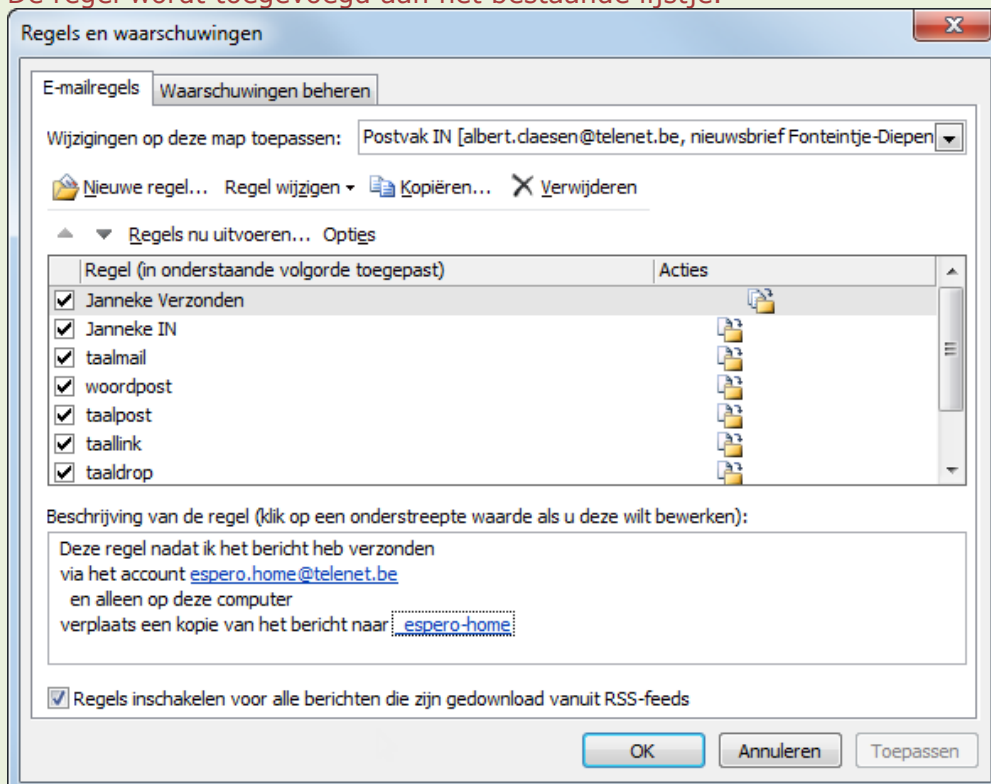 De regel wordt toegevoegd aan het bestaande lijstje.
Regels en waarschuwingen
E-mailregels Waarschuwingen beheren
Wijzigingen op deze map toepassen: Postvak IN [albert.claesen@telenet.be, nieuwsbrief Fonteintje-Diepen
Nieuwe regel... Regel wijzigen Kopiëren... Verwijderen
Regels nu uitvoeren... Opties
Regel (in onderstaande volgorde toegepast) Acties
Janneke Verzonden
Janneke IN
taalmail
woordpost
taalpost
taallink
taaldrop
Beschrijving van de regel (klik op een onderstreepte waarde als u deze wilt bewerken):
Deze regel nadat ik het bericht heb verzonden
via het account espero.home@telenet.be
en alleen op deze computer
verplaats een kopie van het bericht naar _espero-home
Regels inschakelen voor alle berichten die zijn gedownload vanuit RSS-feeds
OK Annuleren Toepassen